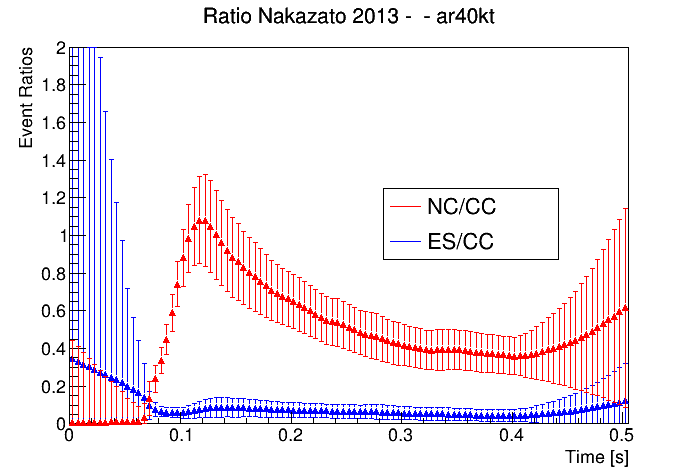 Ratio Nakazato 2013 - - ar40kt
Event Ratios
2
1.8
1.6
1.4
1.2
1
0.8
0.6
0.4
0.2
0
NC/CC
ES/CC
0 0.1 0.2 0.3 0.4 0.5
Time [s]